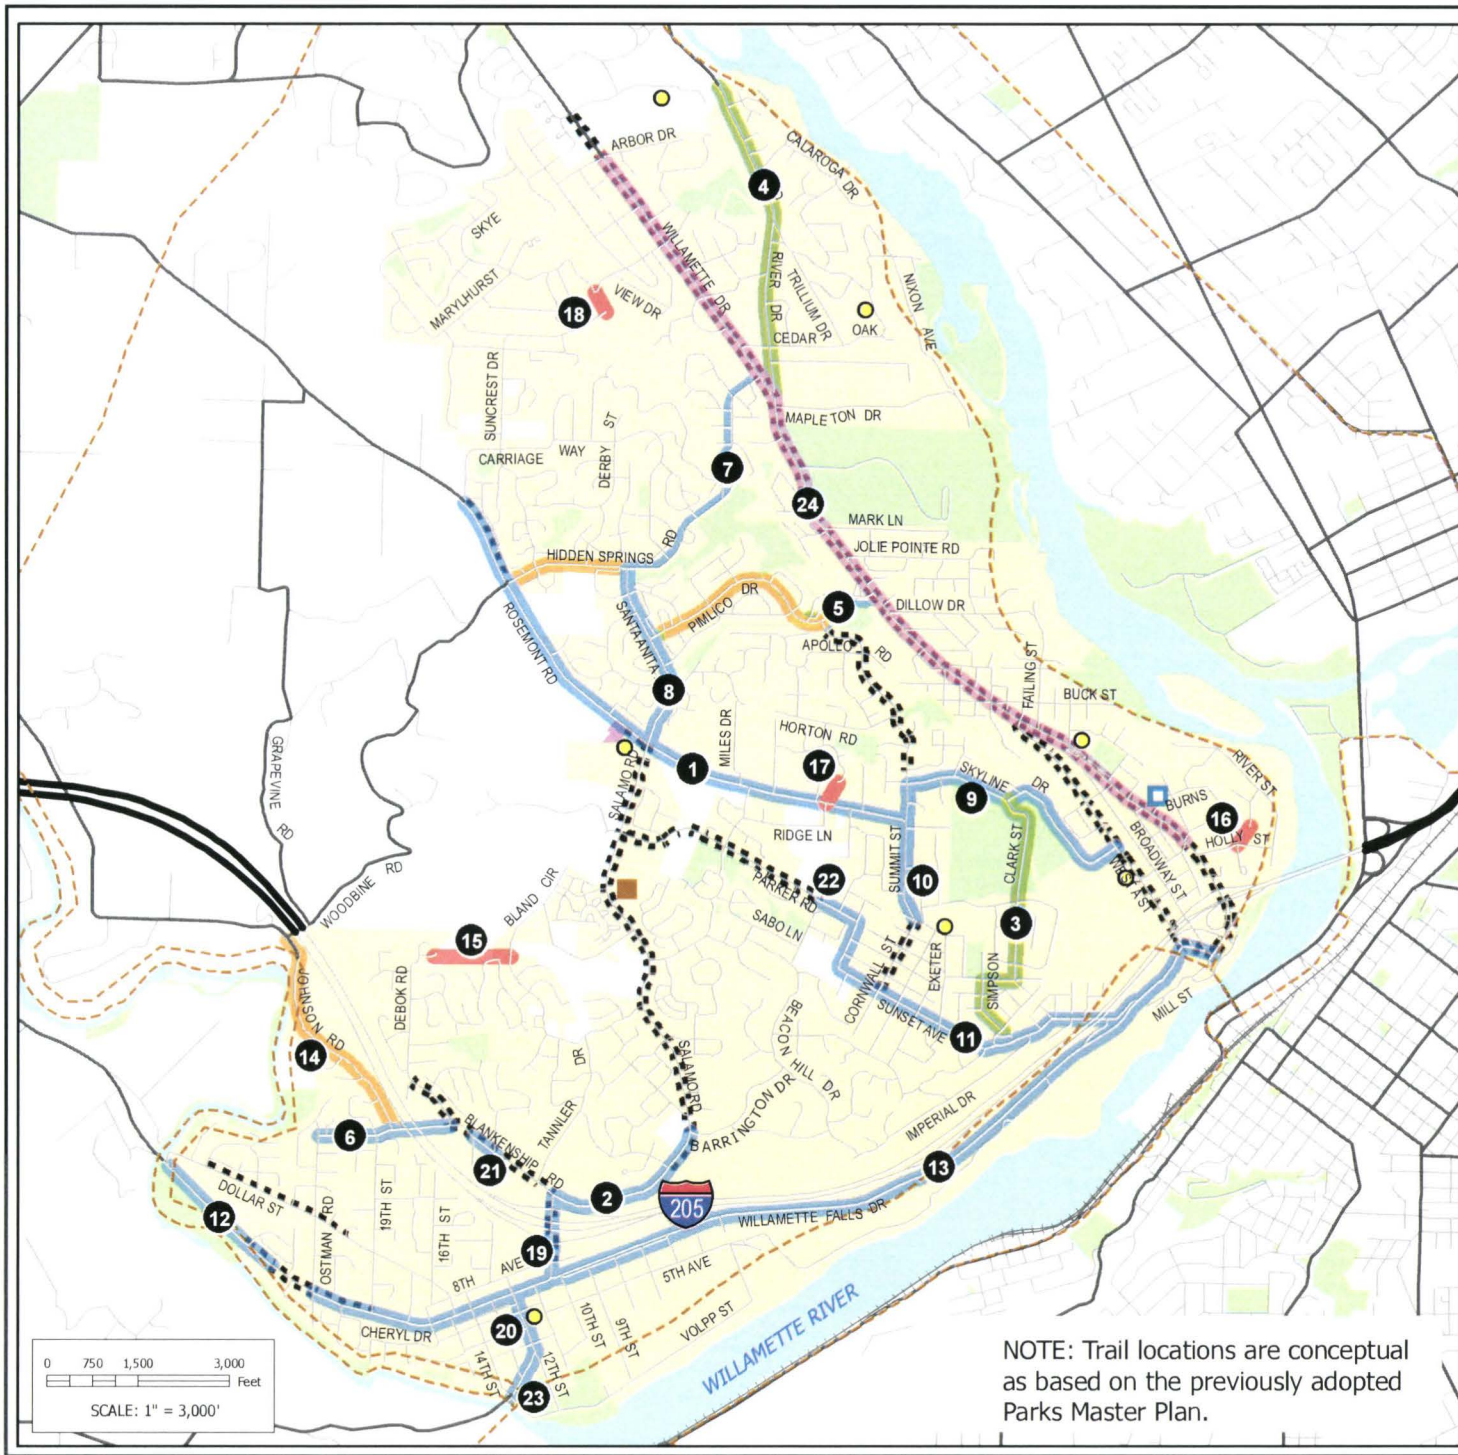 ARBOR DR
CALAROGA DR
4
SKYE
WILLAMETTE DR
RIVER DR
TRILLIUM DR
NIXON AVE
MARYLHURST
VIEW DR
18
OAK
CEDAR
SUNCREST DR
MAPLETON DR
DERBY ST
CARRIAGE WAY
7
24
MARK LN
JOLIE POINTE RD
HIDDEN SPRINGS RD
PIMLICO DR
5
DILLOW DR
SANTA ANITA
ROSEMONT RD
APOLLO RD
FAILING ST
8
BUCK ST
MILES DR
HORTON RD
GRAPEVINE RD
SALAMO RD
1
17
SKYLINE DR
9
RIVER ST
BURNS
16
HOLLY ST
RIDGE LN
BROADWAY ST
CLARK ST
SUMMIT ST
WEST A ST
WOODBINE RD
BLAND CIR
PARKER RD
22
10
SABO LN
3
15
CORNWALL ST
EXETER
SIMPSON
JOHNSON RD
DEBOK RD
MILL ST
SUNSET AVE
11
BEACON HILL DR
14
TANNLER DR
SALAMO RD
BARRINGTON DR
IMPERIAL DR
6
BLANKENSHIP RD
21
13
DOLLAR ST
2
205
12
OSTMAN RD
19TH ST
16TH ST
WILLAMETTE FALLS DR
19
8TH AVE
5TH AVE
VOLPP ST
CHERYL DR
20
10TH ST
9TH ST
14TH ST
12TH ST
23
WILLAMETTE RIVER
0 750 1,500 3,000
Feet
SCALE: 1" = 3,000'
NOTE: Trail locations are conceptual
as based on the previously adopted
Parks Master Plan.